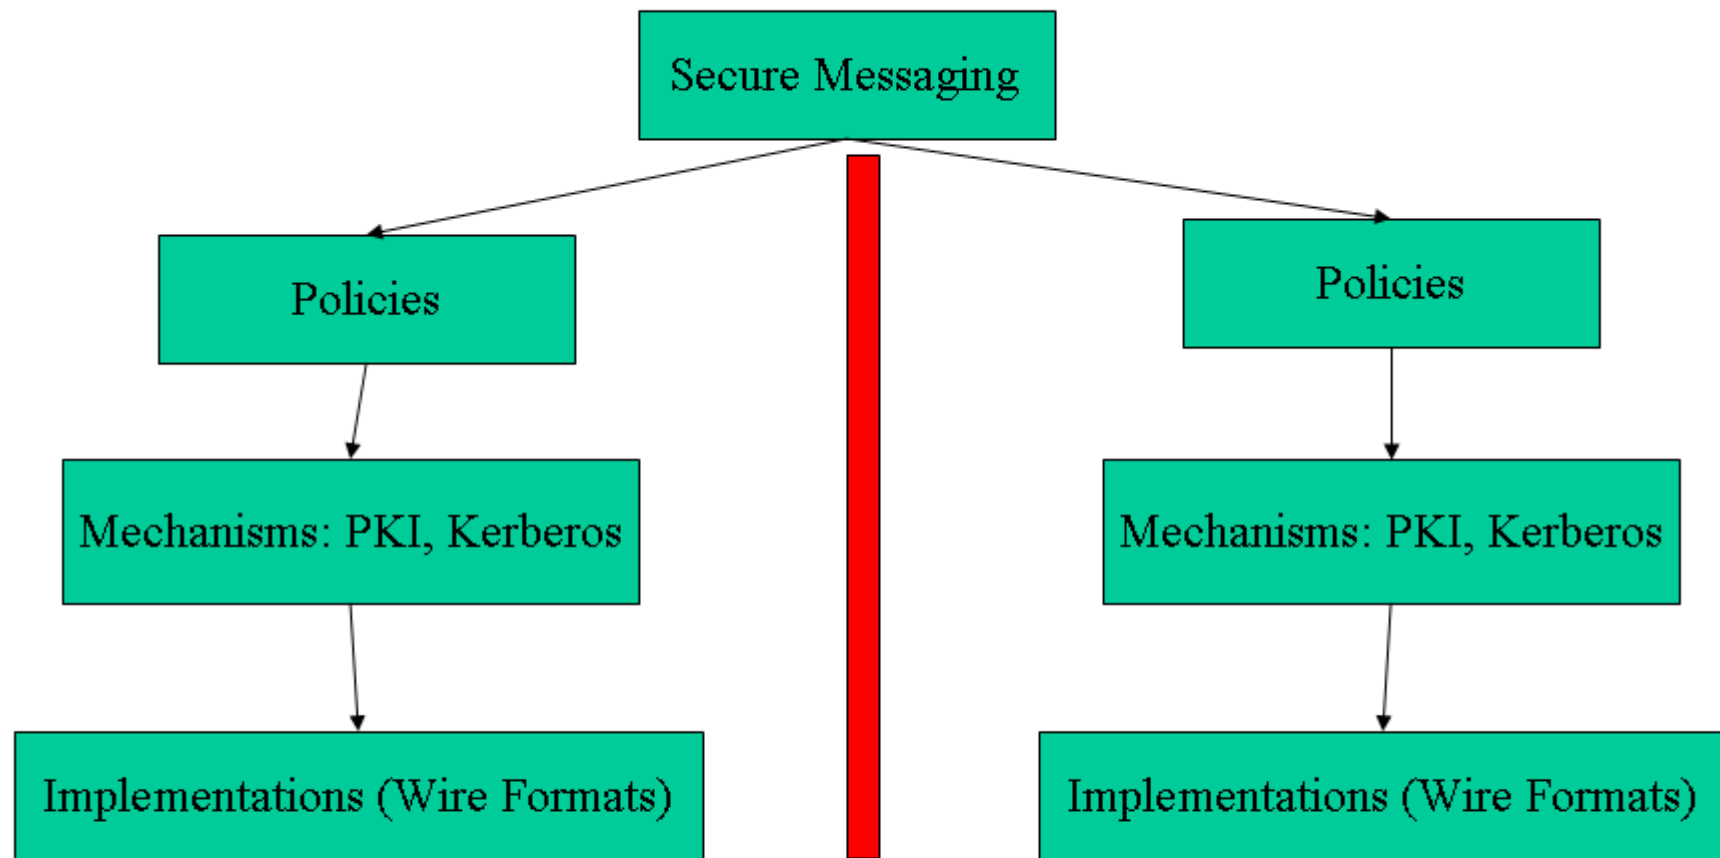 Secure Messaging
Policies
Policies
Mechanisms: PKI, Kerberos
Mechanisms: PKI, Kerberos
Implementations (Wire Formats)
Implementations (Wire Formats)